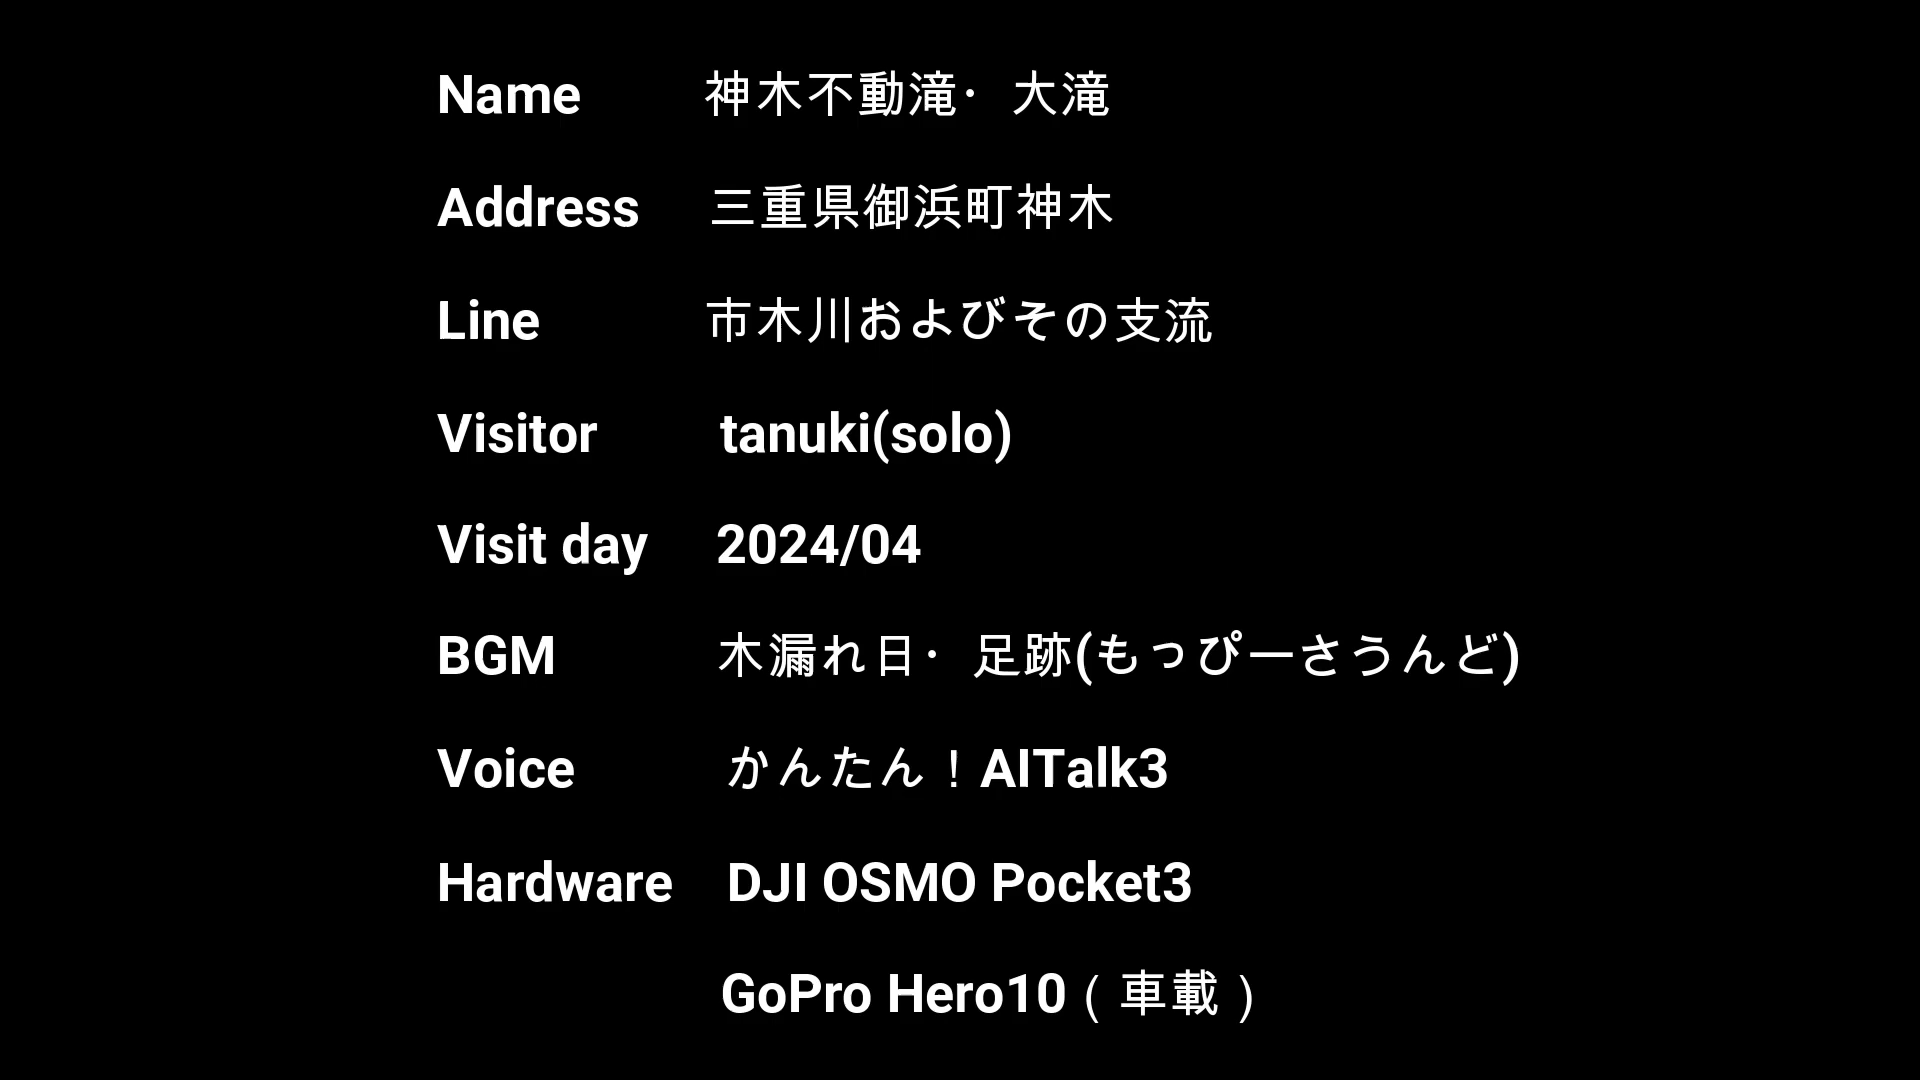 Name 神木不動滝・大滝
Address 三重県御浜町神木
Line 市木川およびその支流
Visitor tanuki(solo)
Visit day 2024/04
BGM 木漏れ日・足跡(もっぴーさうんど)
Voice かんたん！AITalk3
Hardware DJI OSMO Pocket3
GoPro Hero10（車載）